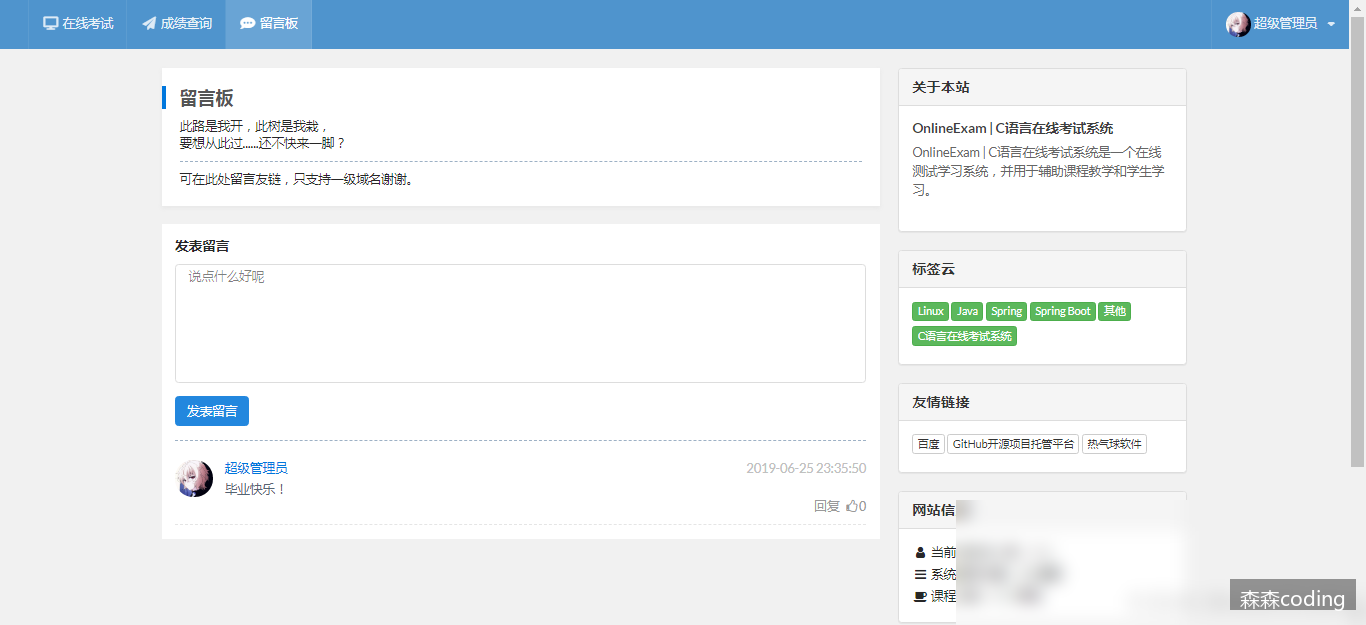 在线考试
成绩查询
留言板
超级管理员
留言板
此路是我开，此树是我栽，
要想从此过......还不快来一脚？
可在此处留言友链，只支持一级域名谢谢。
发表留言
说点什么好呢
发表留言
超级管理员
2019-06-25 23:35:50
毕业快乐！
回复 0
关于本站
OnlineExam | C语言在线考试系统
OnlineExam | C语言在线考试系统是一个在线
测试学习系统，并用于辅助课程教学和学生学
习。
标签云
Linux Java Spring Spring Boot 其他
C语言在线考试系统
友情链接
百度 GitHub开源项目托管平台 热气球软件
网站信
当前
系统
课程
森森coding